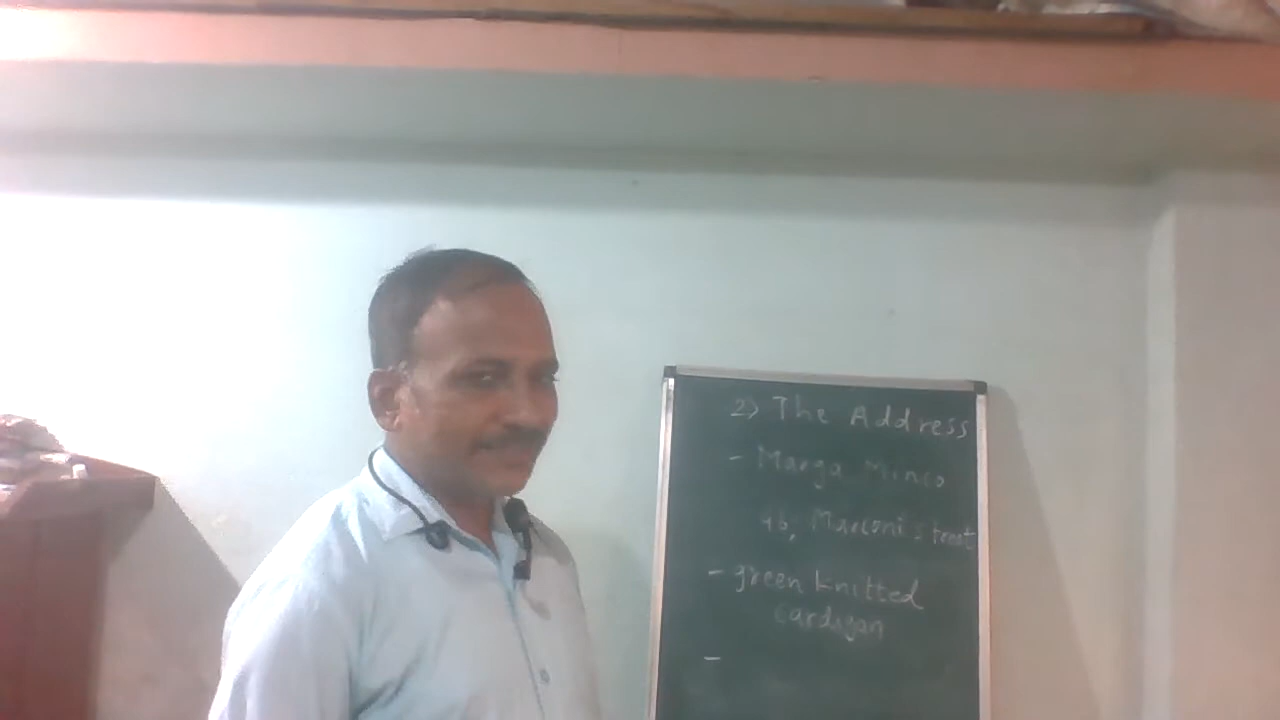 2) The Address
- Marga Minco
46, Marconi Street
- green knitted
cardigan
-